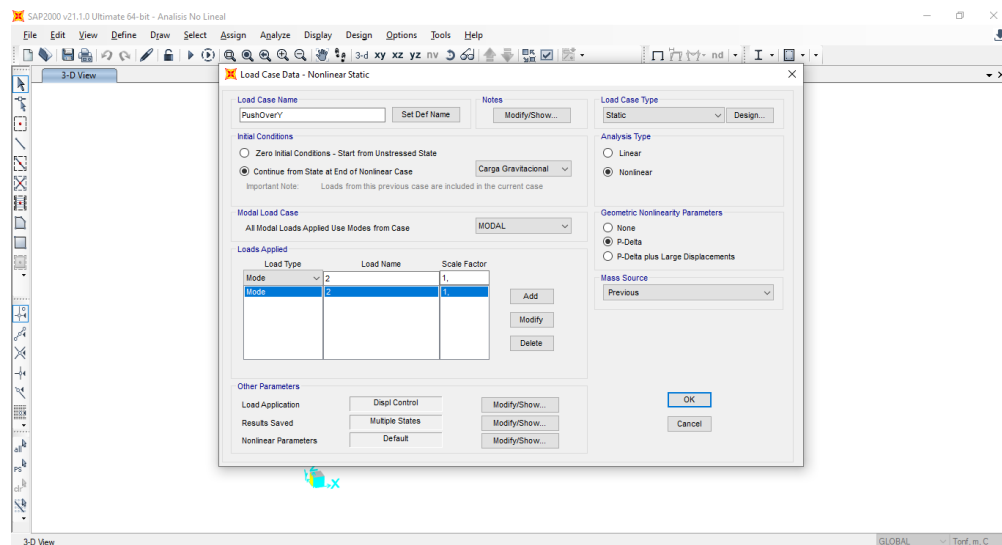 SAP2000 v21.1.0 Ultimate 64-bit - Analisis No Lineal
File Edit View Define Draw Select Assign Analyze Display Design Options Tools Help
3-d xy xz yz nv nd
3-D View
Load Case Data - Nonlinear Static
Load Case Name Notes Load Case Type
PushOverY Set Def Name Modify/Show... Static Design...
Initial Conditions Analysis Type
Zero Initial Conditions - Start from Unstressed State Linear
Continue from State at End of Nonlinear Case Carga Gravitacional Nonlinear
Important Note: Loads from this previous case are included in the current case
Modal Load Case Geometric Nonlinearity Parameters
All Modal Loads Applied Use Modes from Case MODAL None
P-Delta
Loads Applied P-Delta plus Large Displacements
Load Type Load Name Scale Factor
Mode 2 1, Mass Source
Mode 2 1, Add Previous
Modify
Delete
Other Parameters
Load Application Displ Control Modify/Show... OK
Results Saved Multiple States Modify/Show... Cancel
Nonlinear Parameters Default Modify/Show...
all
PS
clr
X
3-D View GLOBAL Tonf, m, C